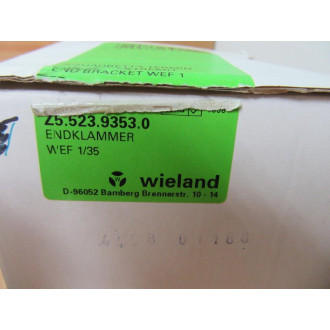 END BRACKET WEF 1
Z5.523.9353.0
ENDKLAMMER
WEF 1/35
wieland
D-96052 Bamberg Brennerstr. 10 - 14